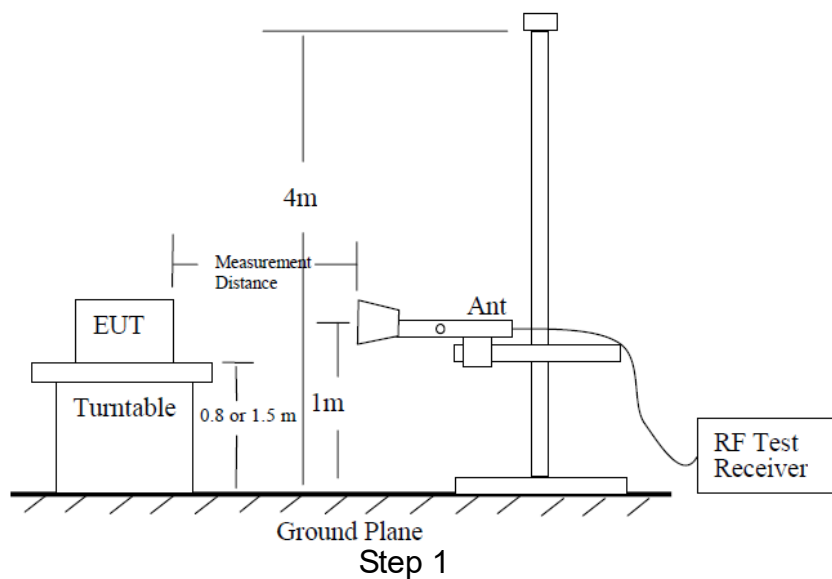 4m
Measurement
Distance
EUT
Ant
Turntable
0.8 or 1.5 m
1m
RF Test
Receiver
Ground Plane
Step 1